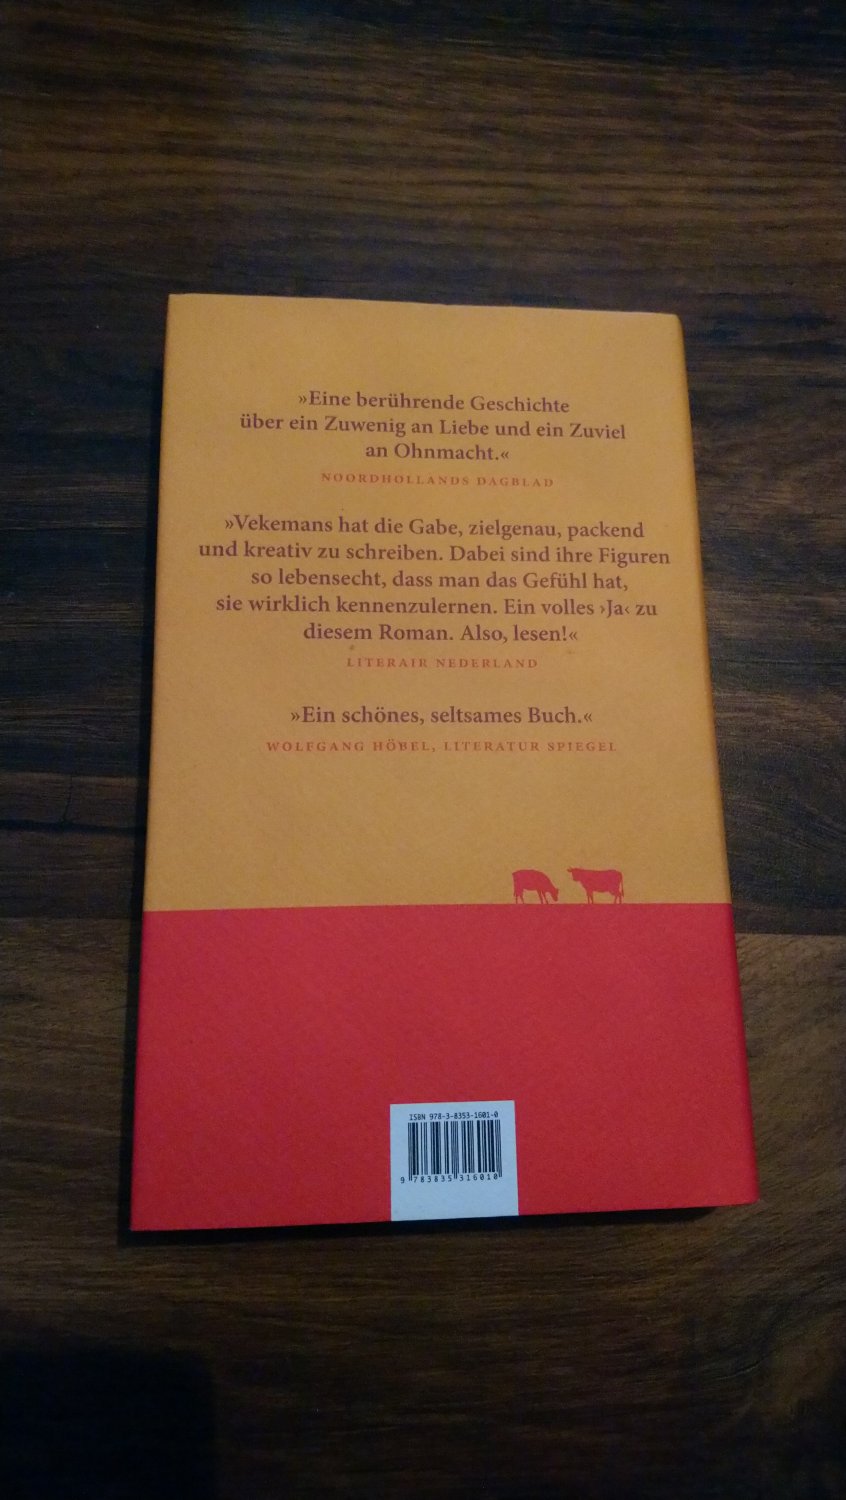 »Eine berührende Geschichte
über ein Zuwenig an Liebe und ein Zuviel
an Ohnmacht.«
NOORDHOLLANDS DAGBLAD
»Vekemans hat die Gabe, zielgenau, packend
und kreativ zu schreiben. Dabei sind ihre Figuren
so lebensecht, dass man das Gefühl hat,
sie wirklich kennenzulernen. Ein volles ›Ja‹ zu
diesem Roman. Also, lesen!«
LITERAIR NEDERLAND
»Ein schönes, seltsames Buch.«
WOLFGANG HÖBEL, LITERATUR SPIEGEL
ISBN 978-3-8353-1601-0
9 783835 316010